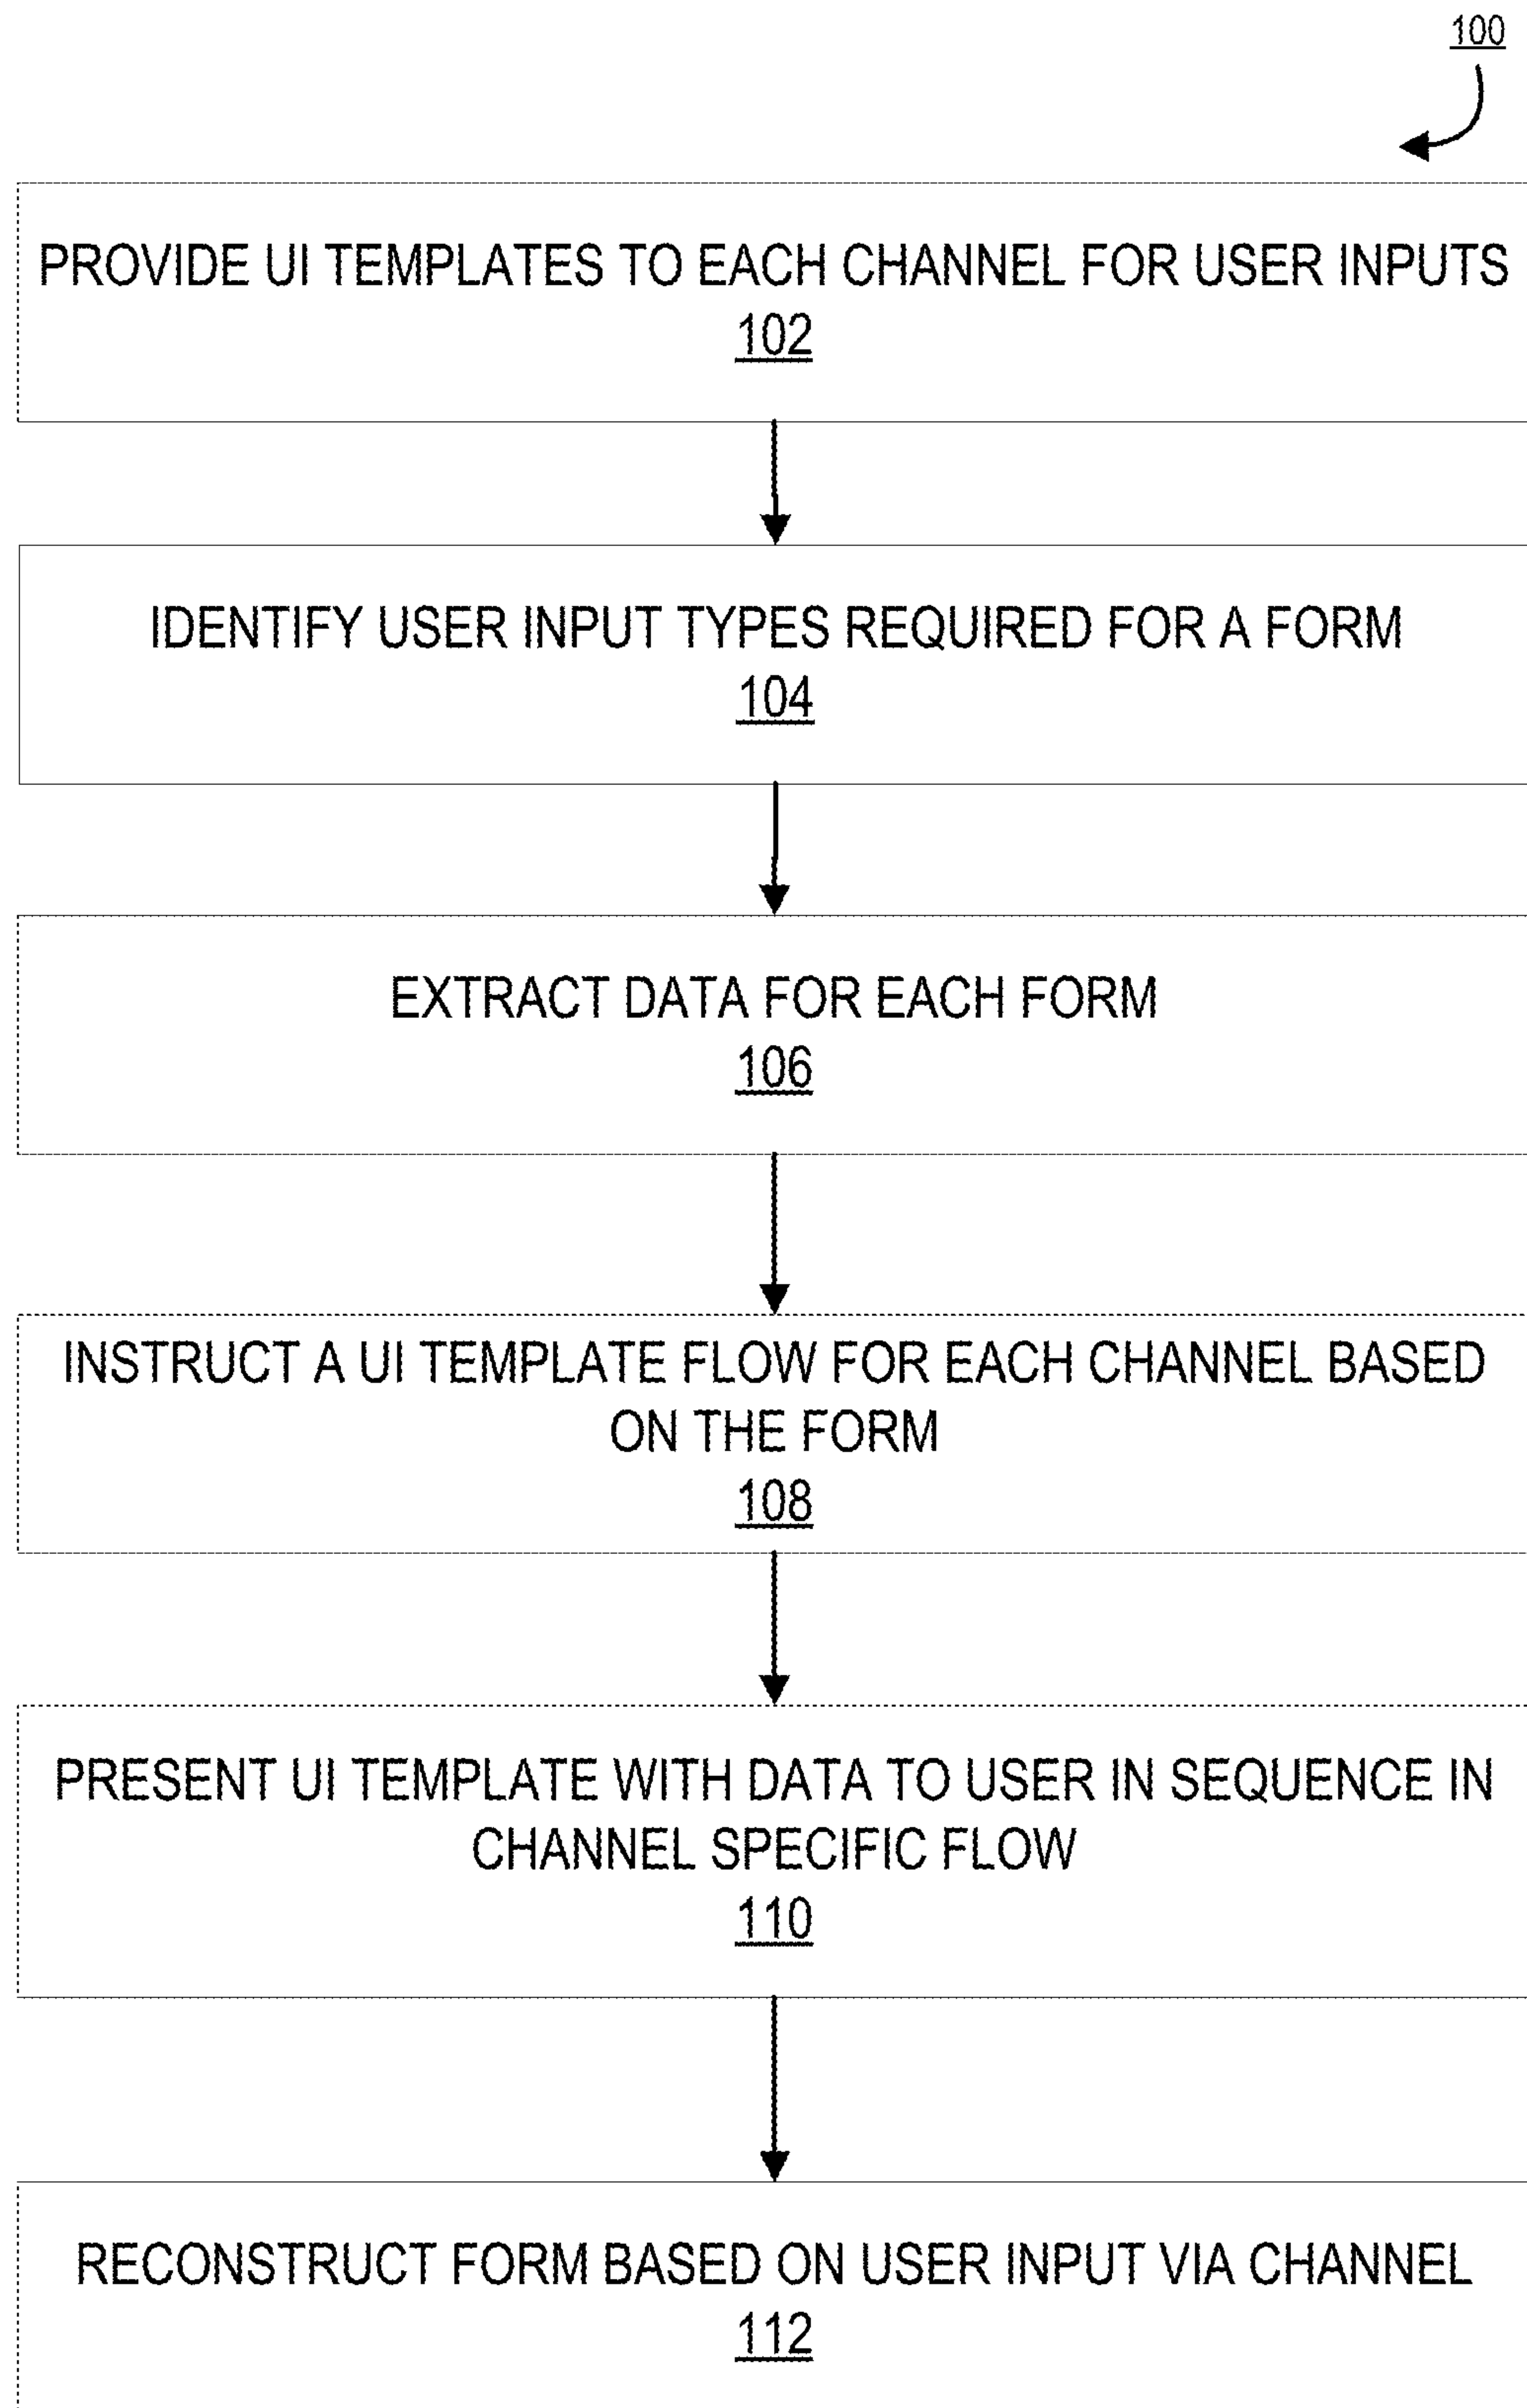 100
PROVIDE UI TEMPLATES TO EACH CHANNEL FOR USER INPUTS
102
IDENTIFY USER INPUT TYPES REQUIRED FOR A FORM
104
EXTRACT DATA FOR EACH FORM
106
INSTRUCT A UI TEMPLATE FLOW FOR EACH CHANNEL BASED
ON THE FORM
108
PRESENT UI TEMPLATE WITH DATA TO USER IN SEQUENCE IN
CHANNEL SPECIFIC FLOW
110
RECONSTRUCT FORM BASED ON USER INPUT VIA CHANNEL
112